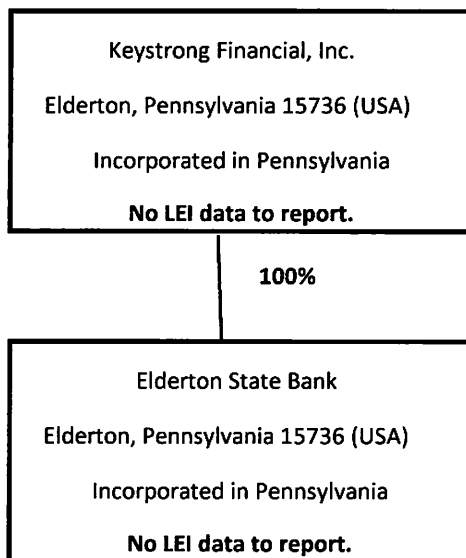 Keystrong Financial, Inc.
Elderton, Pennsylvania 15736 (USA)
Incorporated in Pennsylvania
No LEI data to report.
100%
Elderton State Bank
Elderton, Pennsylvania 15736 (USA)
Incorporated in Pennsylvania
No LEI data to report.